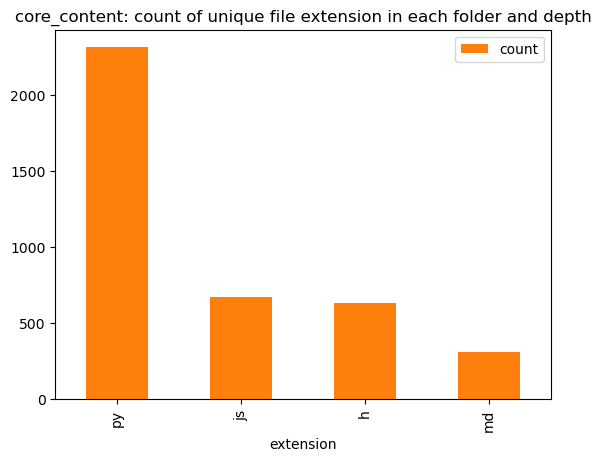 core_content: count of unique file extension in each folder and depth
count
2000
1500
1000
500
0
py
js
h
md
extension